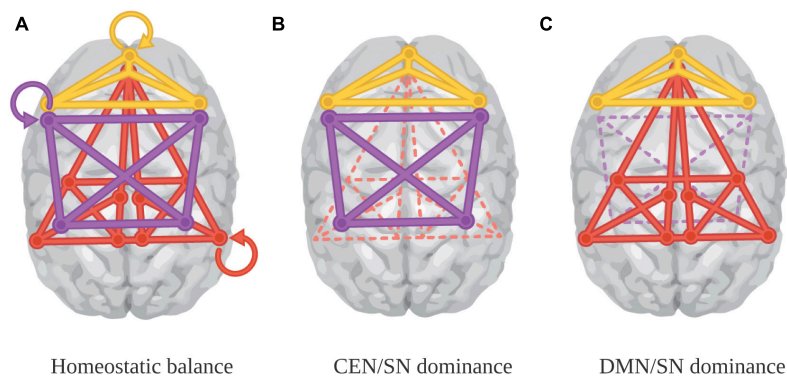 A
B
C
Homeostatic balance
CEN/SN dominance
DMN/SN dominance